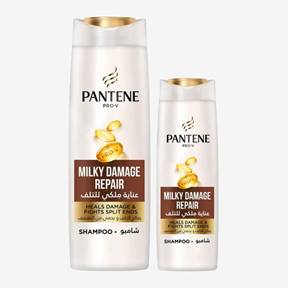 PANTENE
PRO-V
MILKY DAMAGE
REPAIR
عناية ملكي للتلف
HEALS DAMAGE &
FIGHTS SPLIT ENDS
SHAMPOO • شامبو
PANTENE
PRO-V
MILKY DAMAGE
REPAIR
عناية ملكي للتلف
HEALS DAMAGE &
FIGHTS SPLIT ENDS
SHAMPOO • شامبو